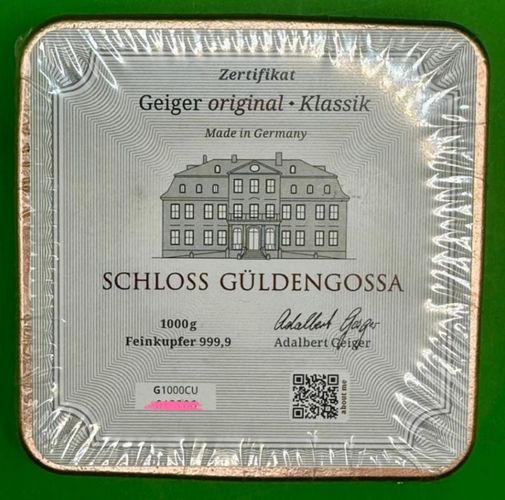 Zertifikat
Geiger original · Klassik
Made in Germany
SCHLOSS GÜLDENGOSSA
1000g
Feinkupfer 999,9
Adalbert Geiger
Adalbert Geiger
G1000CU
about me